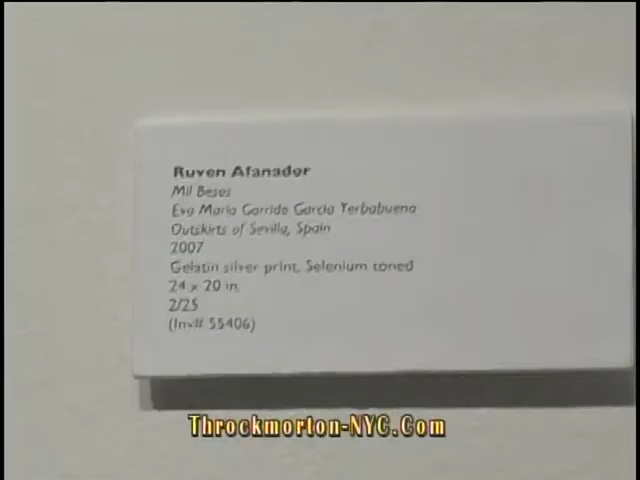 Ruven Afanador
Mil Besos
Eva Maria Garrido Garcia Yerbabuena
Outskirts of Sevilla, Spain
2007
Gelatin silver print, Selenium toned
24 x 20 in.
2/25
(Inv# 55406)
Throckmorton-NYC.Com